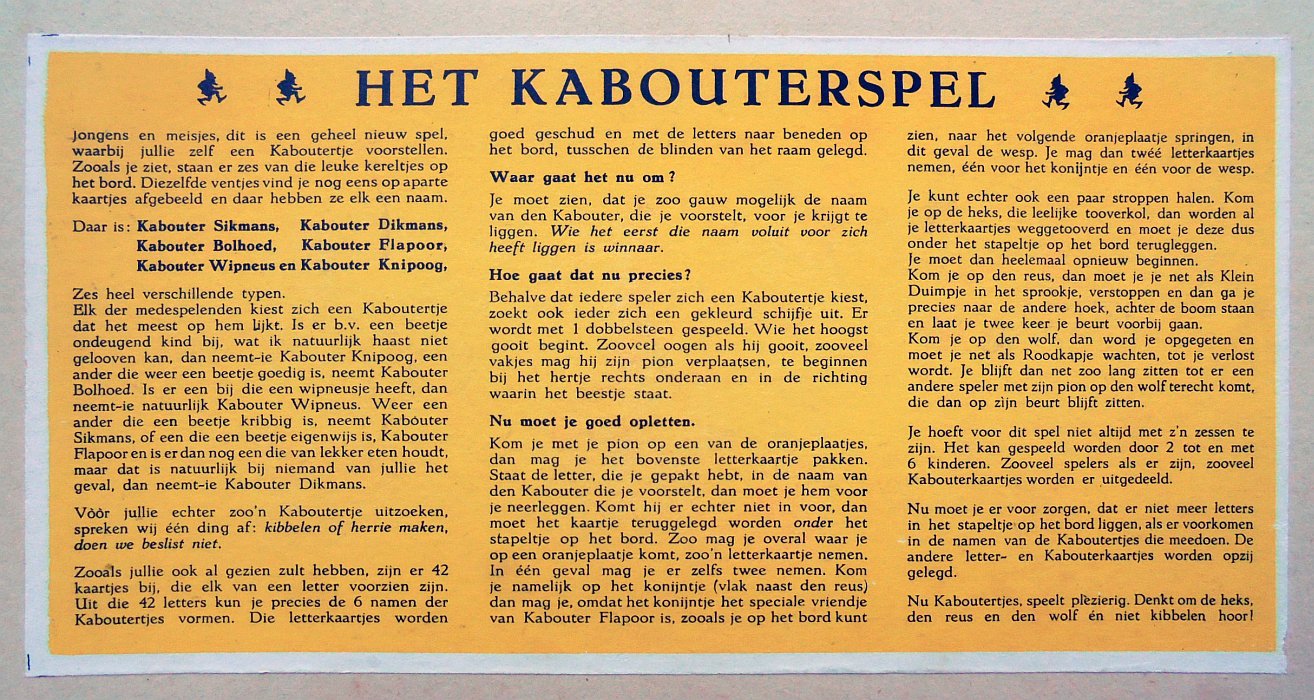 HET KABOUTERSPEL
Jongens en meisjes, dit is een geheel nieuw spel,
waarbij jullie zelf een Kaboutertje voorstellen.
Zooals je ziet, staan er zes van die leuke kereltjes op
het bord. Diezelfde ventjes vind je nog eens op aparte
kaartjes afgebeeld en daar hebben ze elk een naam.
Daar is: Kabouter Sikmans, Kabouter Dikmans,
Kabouter Bolhoed, Kabouter Flapoor,
Kabouter Wipneus en Kabouter Knipoog,
Zes heel verschillende typen.
Elk der medespelenden kiest zich een Kaboutertje
dat het meest op hem lijkt. Is er b.v. een beetje
ondeugend kind bij, wat ik natuurlijk haast niet
gelooven kan, dan neemt-ie Kabouter Knipoog, een
ander die weer een beetje goedig is, neemt Kabouter
Bolhoed. Is er een bij die een wipneusje heeft, dan
neemt-ie natuurlijk Kabouter Wipneus. Weer een
ander die een beetje kribbig is, neemt Kabouter
Sikmans, of een die een beetje eigenwijs is, Kabouter
Flapoor en is er dan nog een die van lekker eten houdt,
maar dat is natuurlijk bij niemand van jullie het
geval, dan neemt-ie Kabouter Dikmans.
Vôôr jullie echter zoo'n Kaboutertje uitzoeken,
spreken wij één ding af: kibbelen of herrie maken,
doen we beslist niet.
Zooals jullie ook al gezien zult hebben, zijn er 42
kaartjes bij, die elk van een letter voorzien zijn.
Uit die 42 letters kun je precies de 6 namen der
Kaboutertjes vormen. Die letterkaartjes worden
goed geschud en met de letters naar beneden op
het bord, tusschen de blinden van het raam gelegd.
Waar gaat het nu om?
Je moet zien, dat je zoo gauw mogelijk de naam
van den Kabouter, die je voorstelt, voor je krijgt te
liggen. Wie het eerst die naam voluit voor zich
heeft liggen is winnaar.
Hoe gaat dat nu precies?
Behalve dat iedere speler zich een Kaboutertje kiest,
zoekt ook ieder zich een gekleurd schijfje uit. Er
wordt met 1 dobbelsteen gespeeld. Wie het hoogst
gooit begint. Zooveel oogen als hij gooit, zooveel
vakjes mag hij zijn pion verplaatsen, te beginnen
bij het hertje rechts onderaan en in de richting
waarin het beestje staat.
Nu moet je goed opletten.
Kom je met je pion op een van de oranjeplaatjes,
dan mag je het bovenste letterkaartje pakken.
Staat de letter, die je gepakt hebt, in de naam van
den Kabouter die je voorstelt, dan moet je hem voor
je neerleggen. Komt hij er echter niet in voor, dan
moet het kaartje teruggelegd worden onder het
stapeltje op het bord. Zoo mag je overal waar je
op een oranjeplaatje komt, zoo'n letterkaartje nemen.
In één geval mag je er zelfs twee nemen. Kom
je namelijk op het konijntje (vlak naast den reus)
dan mag je, omdat het konijntje het speciale vriendje
van Kabouter Flapoor is, zooals je op het bord kunt
zien, naar het volgende oranjeplaatje springen, in
dit geval de wesp. Je mag dan twéé letterkaartjes
nemen, één voor het konijntje en één voor de wesp.
Je kunt echter ook een paar stroppen halen. Kom
je op de heks, die leelijke tooverkol, dan worden al
je letterkaartjes weggetooverd en moet je deze dus
onder het stapeltje op het bord terugleggen.
Je moet dan heelemaal opnieuw beginnen.
Kom je op den reus, dan moet je je net als Klein
Duimpje in het sprookje, verstoppen en dan ga je
precies naar de andere hoek, achter de boom staan
en laat je twee keer je beurt voorbij gaan.
Kom je op den wolf, dan word je opgegeten en
moet je net als Roodkapje wachten, tot je verlost
wordt. Je blijft dan net zoo lang zitten tot er een
andere speler met zijn pion op den wolf terecht komt,
die dan op zijn beurt blijft zitten.
Je hoeft voor dit spel niet altijd met z'n zessen te
zijn. Het kan gespeeld worden door 2 tot en met
6 kinderen. Zooveel spelers als er zijn, zooveel
Kabouterkaartjes worden er uitgedeeld.
Nu moet je er voor zorgen, dat er niet meer letters
in het stapeltje op het bord liggen, als er voorkomen
in de namen van de Kaboutertjes die meedoen. De
andere letter- en Kabouterkaartjes worden opzij
gelegd.
Nu Kaboutertjes, speelt plezierig. Denkt om de heks,
den reus en den wolf én niet kibbelen hoor!